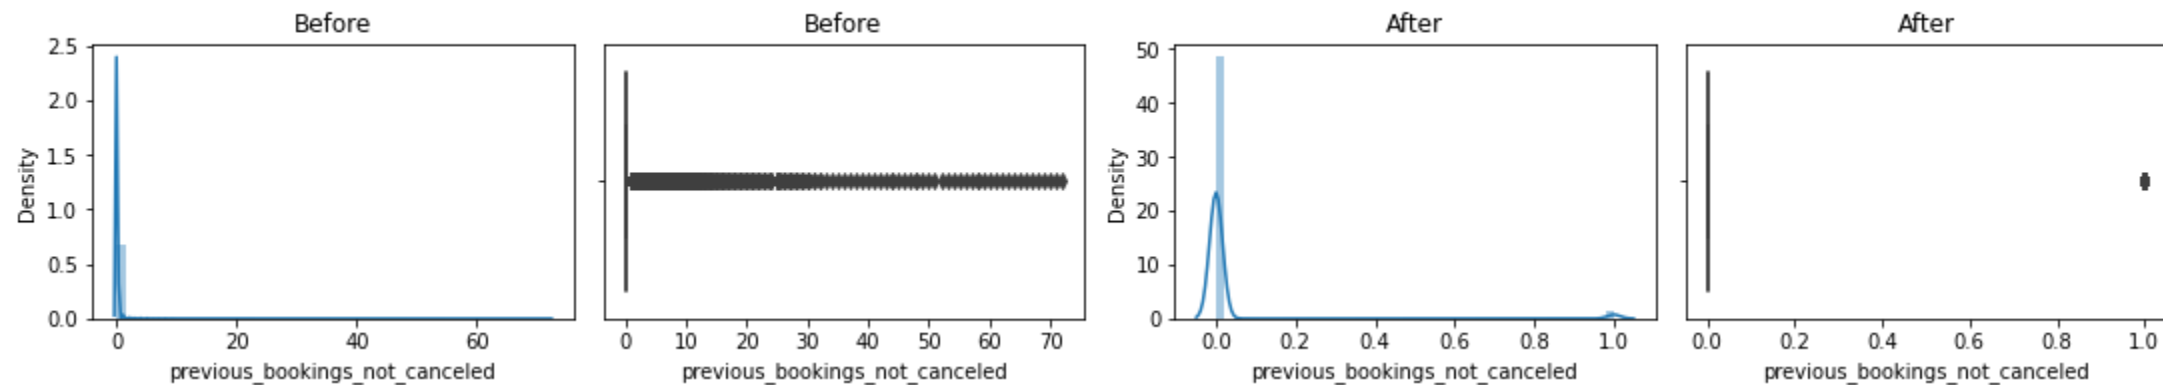 Before
Density
2.5
2.0
1.5
1.0
0.5
0.0
0 20 40 60
previous_bookings_not_canceled
Before
0 10 20 30 40 50 60 70
previous_bookings_not_canceled
After
Density
50
40
30
20
10
0
0.0 0.2 0.4 0.6 0.8 1.0
previous_bookings_not_canceled
After
0.0 0.2 0.4 0.6 0.8 1.0
previous_bookings_not_canceled